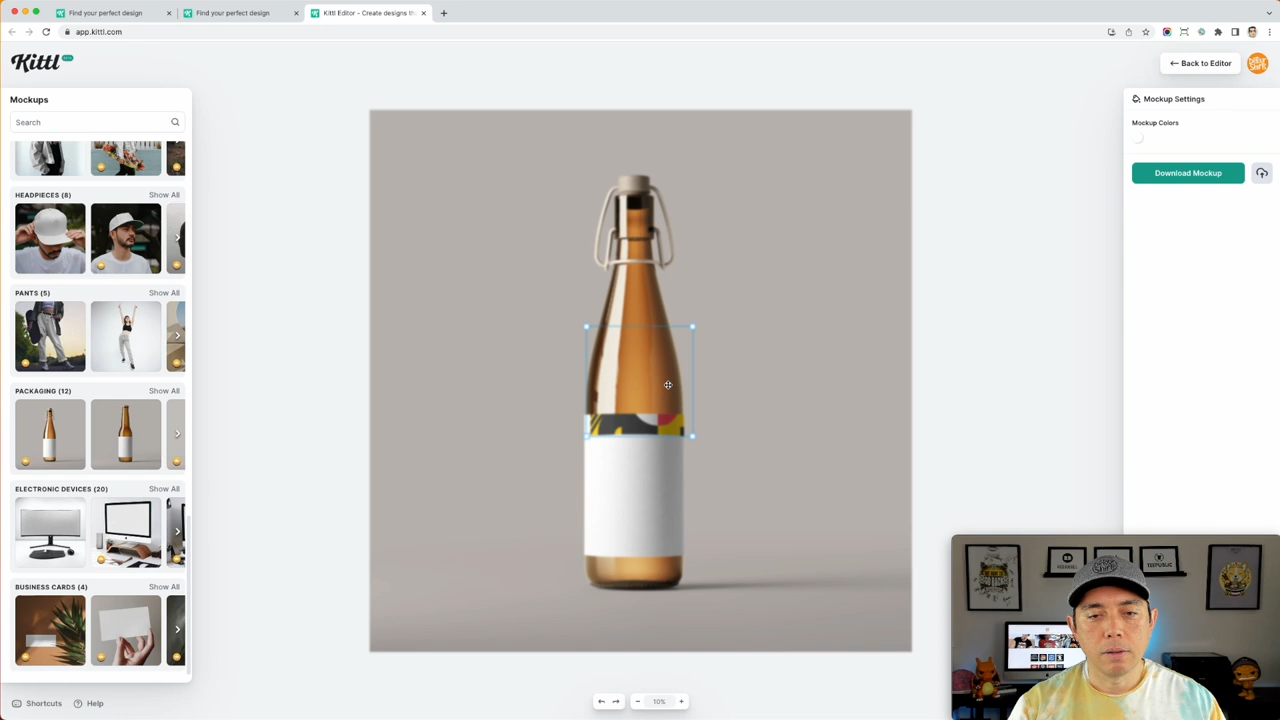 Find your perfect design
Find your perfect design
Kittl Editor - Create designs th
app.kittl.com
Kittl
Back to Editor
Mockups
Search
HEADPIECES (8)
Show All
PANTS (5)
Show All
PACKAGING (12)
Show All
ELECTRONIC DEVICES (20)
Show All
BUSINESS CARDS (4)
Show All
Shortcuts
Help
10%
Mockup Settings
Mockup Colors
Download Mockup
TEEPUBLIC